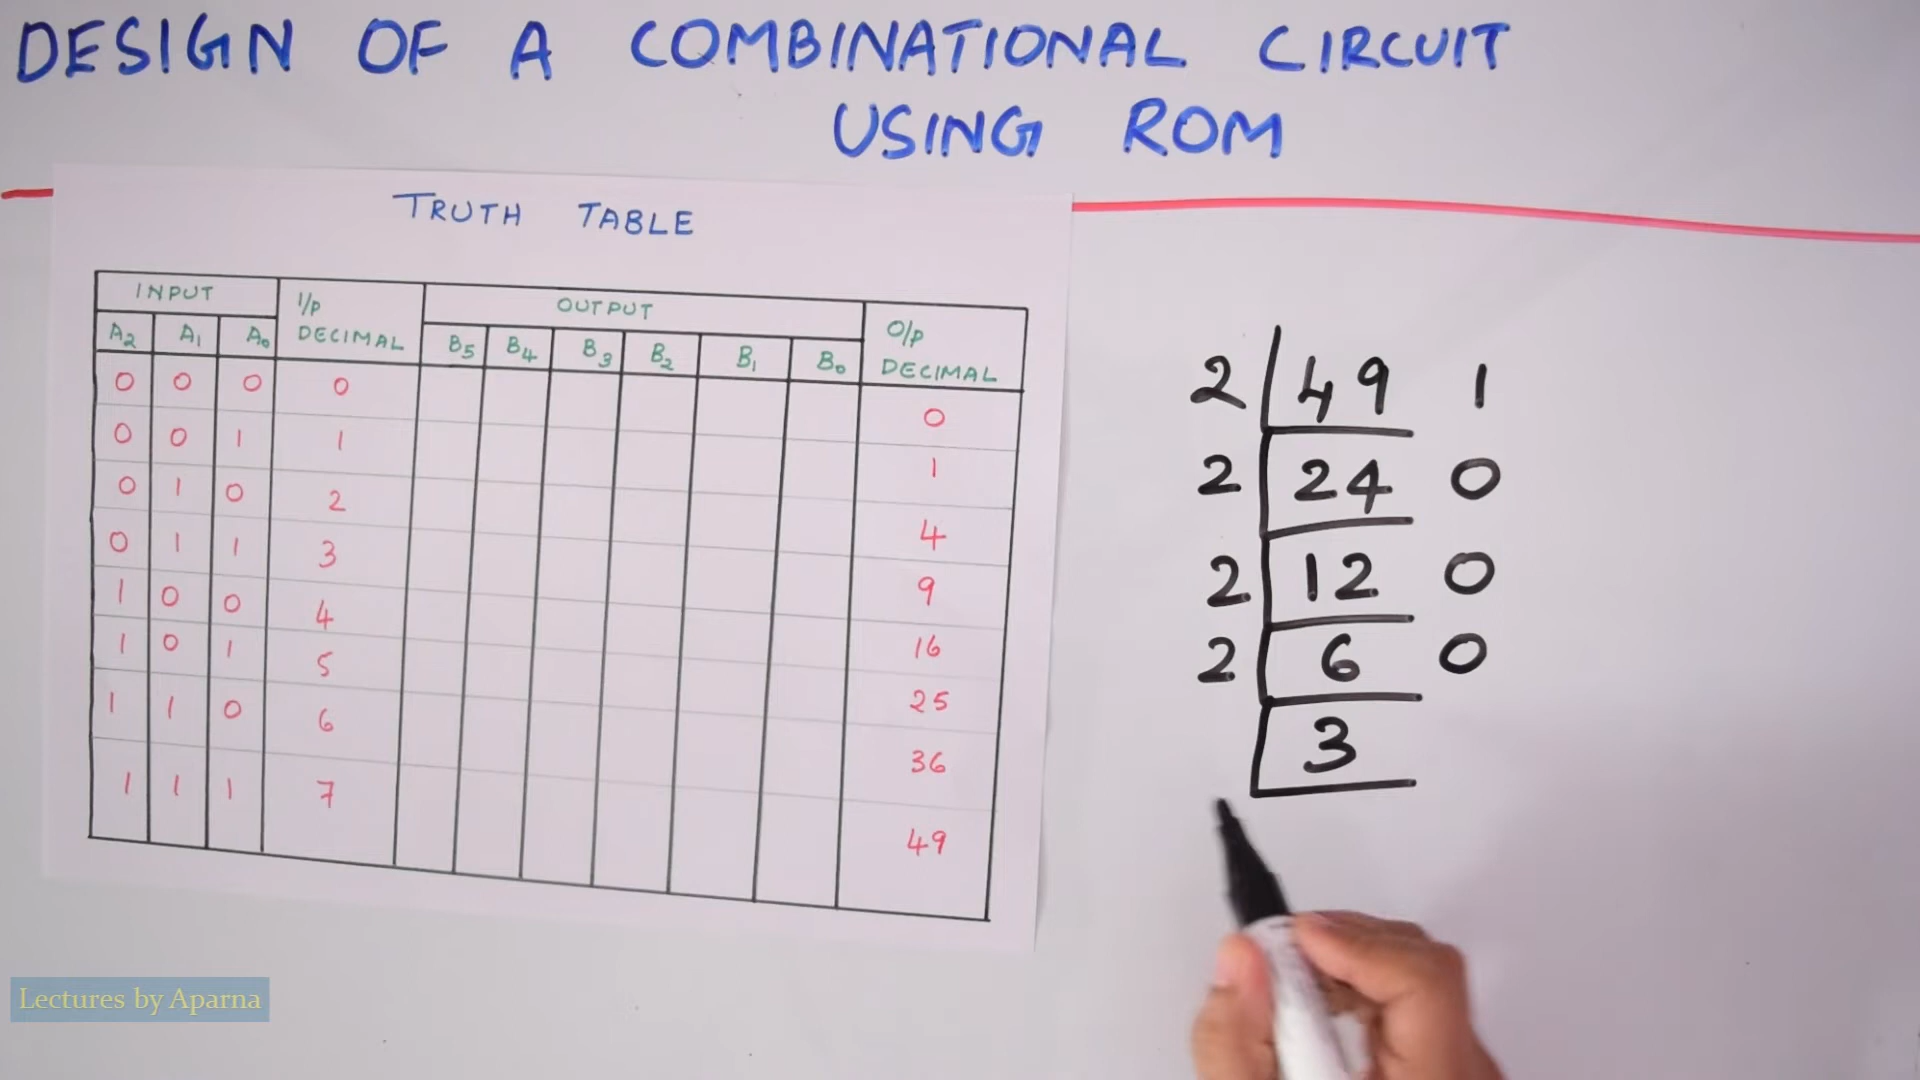 DESIGN OF A COMBINATIONAL CIRCUIT
USING ROM
TRUTH TABLE
INPUT I/P DECIMAL OUTPUT O/P DECIMAL
A2 A1 A0 B5 B4 B3 B2 B1 B0
0 0 0 0 0
0 0 1 1 1
0 1 0 2 4
0 1 1 3 9
1 0 0 4 16
1 0 1 5 25
1 1 0 6 36
1 1 1 7 49
2 49 1
2 24 0
2 12 0
2 6 0
3
Lectures by Aparna